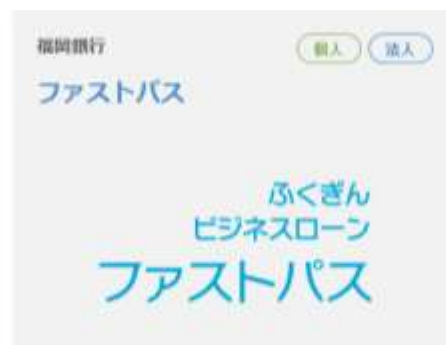 福岡銀行
個人
法人
ファストパス
ふくぎん
ビジネスローン
ファストパス